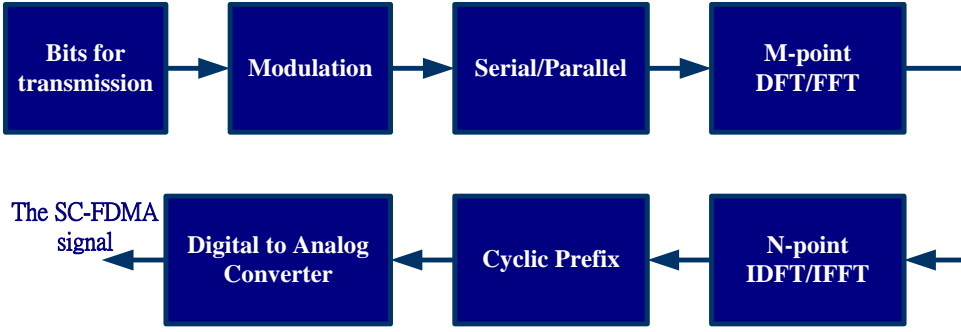 Bits for
transmission
Modulation
Serial/Parallel
M-point
DFT/FFT
The SC-FDMA
signal
Digital to Analog
Converter
Cyclic Prefix
N-point
IDFT/IFFT